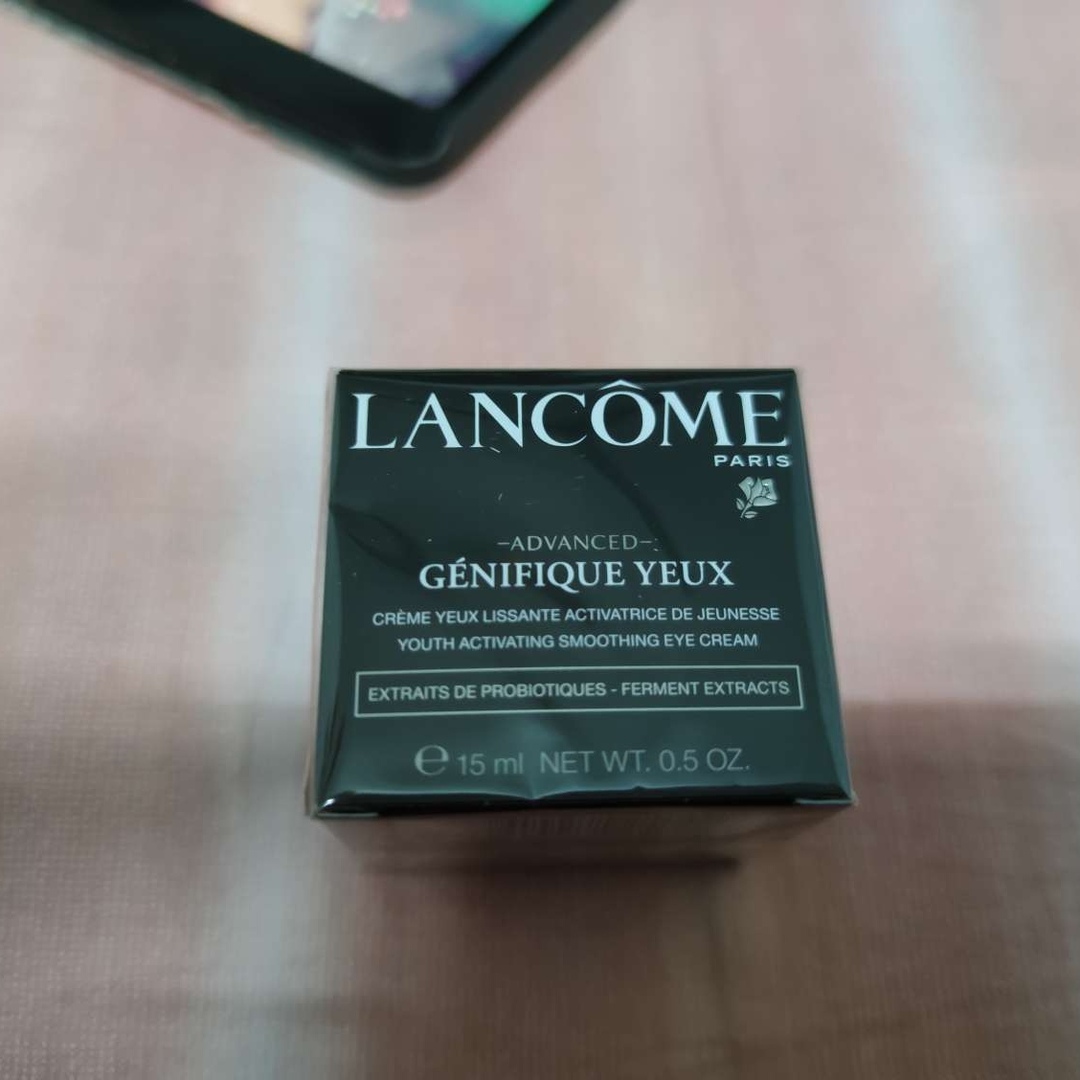 LANCÔME
PARIS
-ADVANCED-
GÉNIFIQUE YEUX
CRÈME YEUX LISSANTE ACTIVATRICE DE JEUNESSE
YOUTH ACTIVATING SMOOTHING EYE CREAM
EXTRAITS DE PROBIOTIQUES - FERMENT EXTRACTS
℮ 15 ml NET WT. 0.5 OZ.